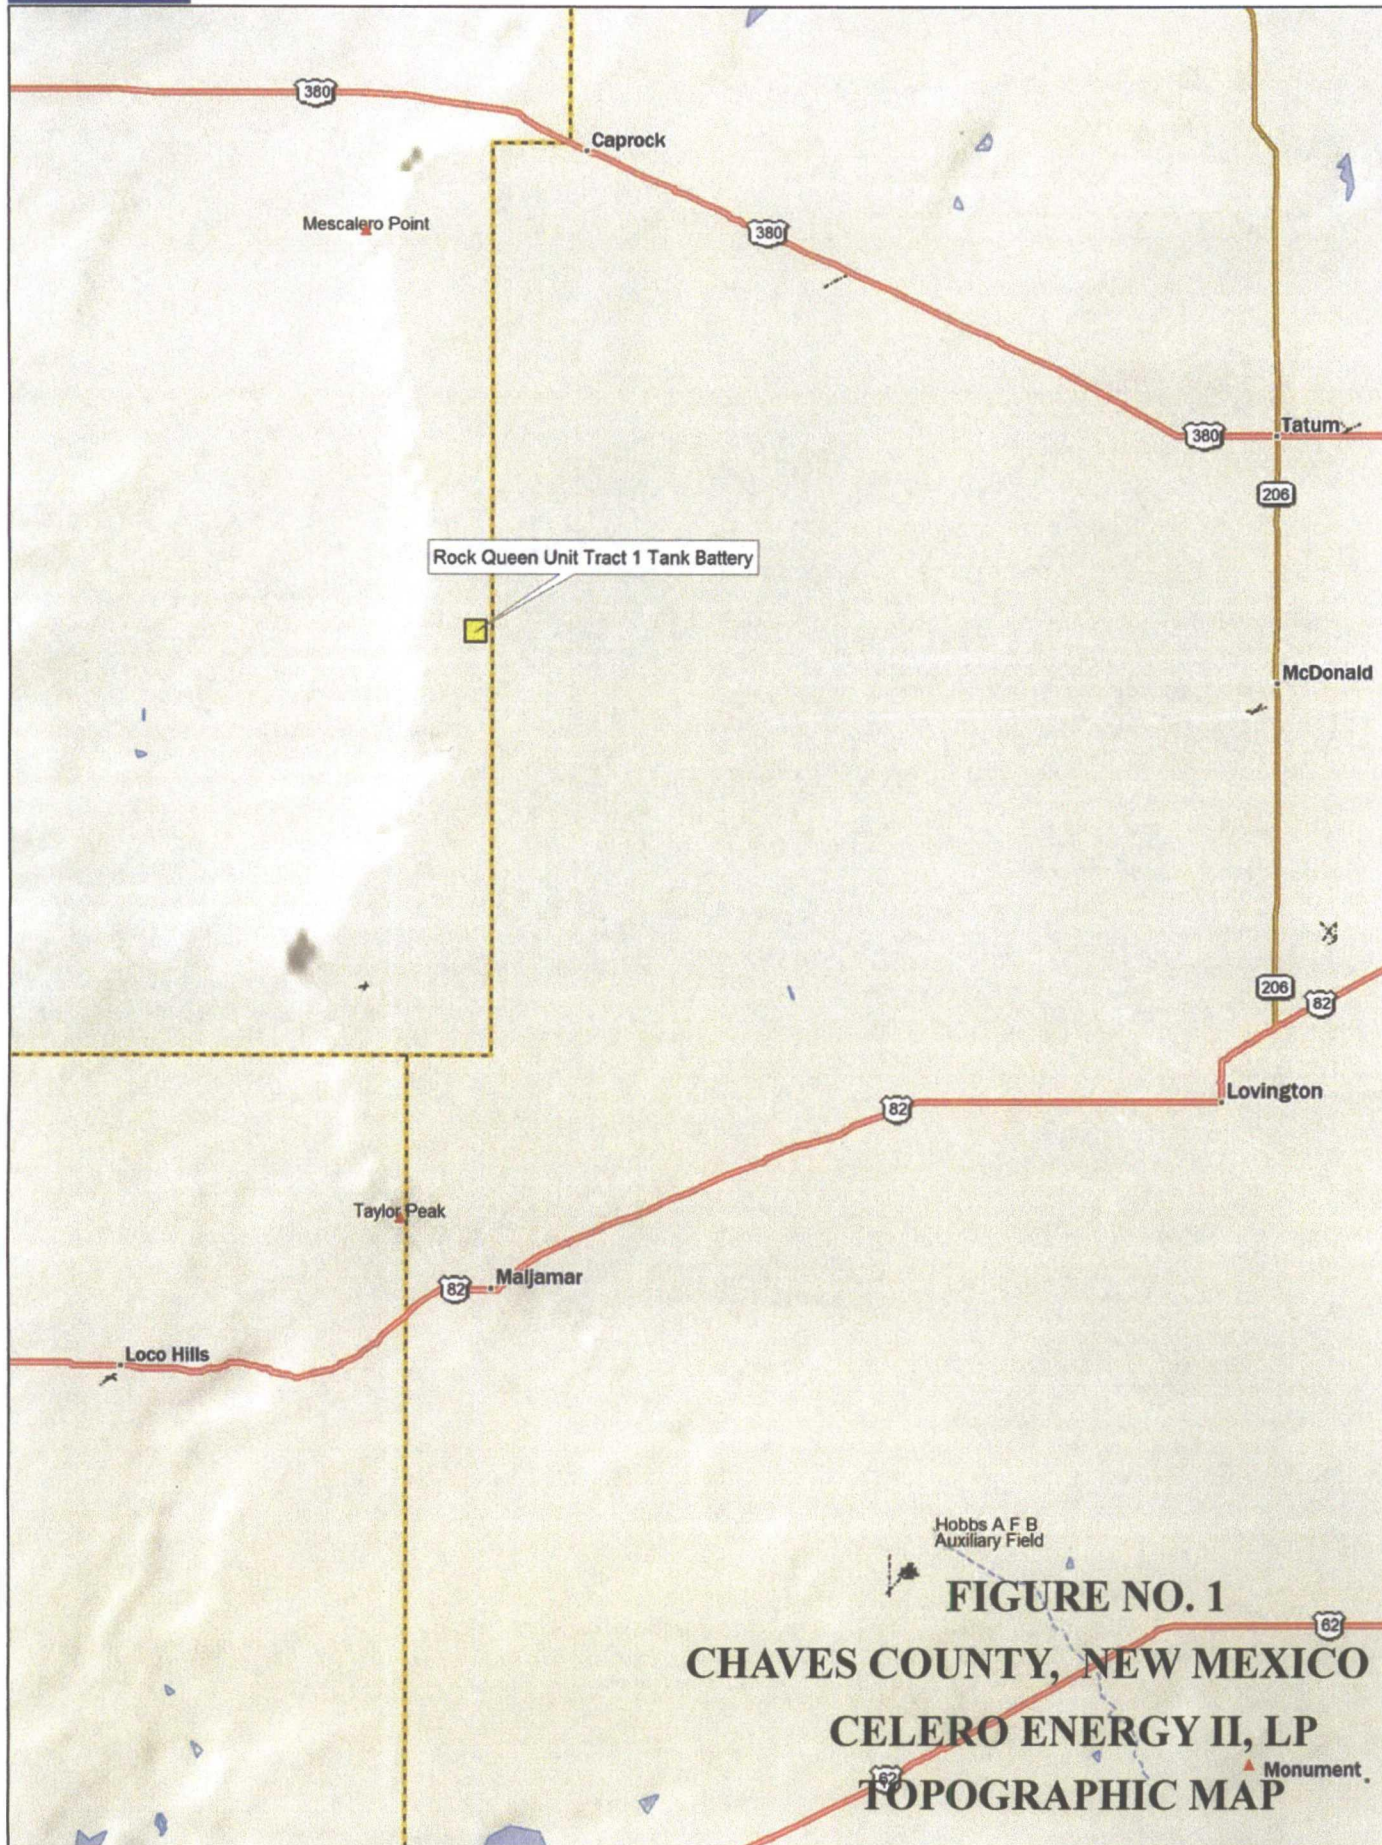 380
Caprock
Mescalero Point
380
Tatum
380
206
Rock Queen Unit Tract 1 Tank Battery
McDonald
206
82
Lovington
82
Taylor Peak
Maljamar
82
Loco Hills
Hobbs A F B
Auxiliary Field
FIGURE NO. 1
62
CHAVES COUNTY, NEW MEXICO
CELERO ENERGY II, LP
Monument
62
TOPOGRAPHIC MAP